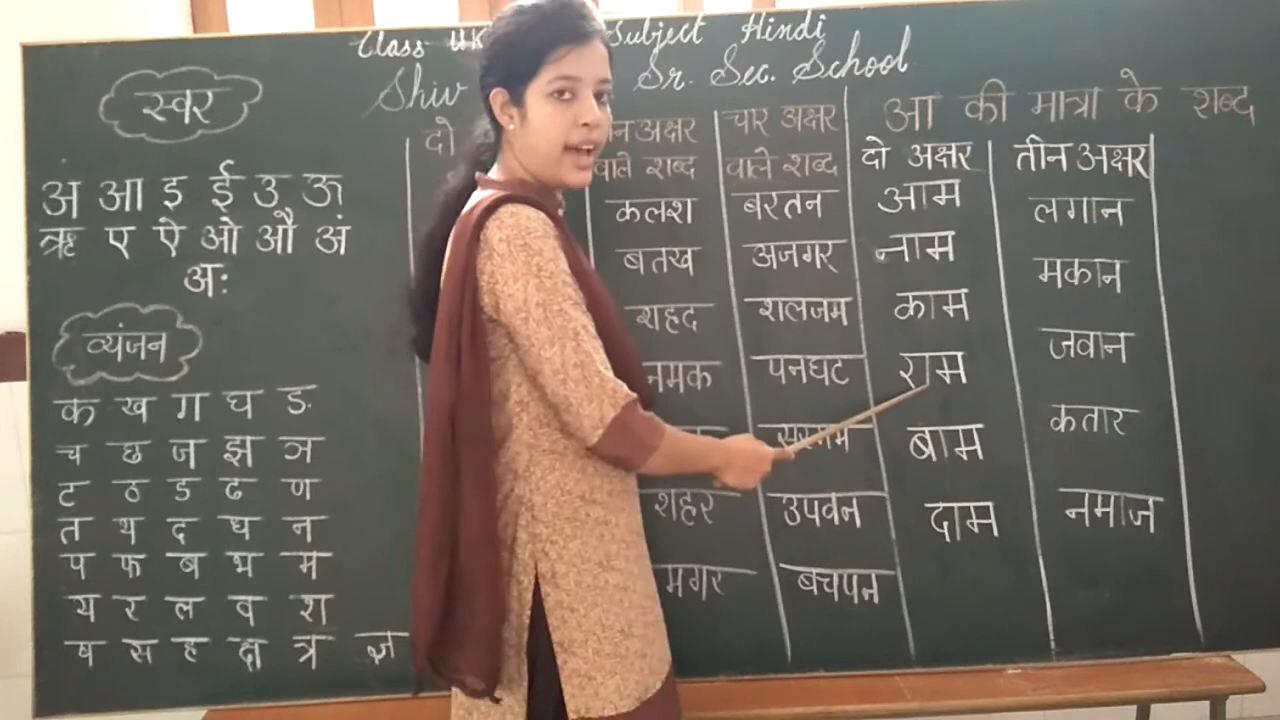 Class UK Subject Hindi
Shiv Sr. Sec. School
स्वर
अं अा इ ई उ ऊ
ऋ ए ऐ ओ औ अं
अः
व्यंजन
क ख ग घ ङ
च छ ज झ ञ
ट ठ ड ढ ण
त थ द घ न
प फ ब भ म
य र ल व श
ष स ह क्ष त्र ज्ञ
दो
न अक्षर
वाले शब्द
कलश
बतख
शहद
नमक
शहर
मगर
चार अक्षर
वाले शब्द
बरतन
अजगर
शलजम
पनघट
उपवन
बचपन
आ की मात्रा के शब्द
दो अक्षर
आम
नाम
काम
राम
बाम
दाम
तीन अक्षर
लगान
मकान
जवान
कतार
नमाज